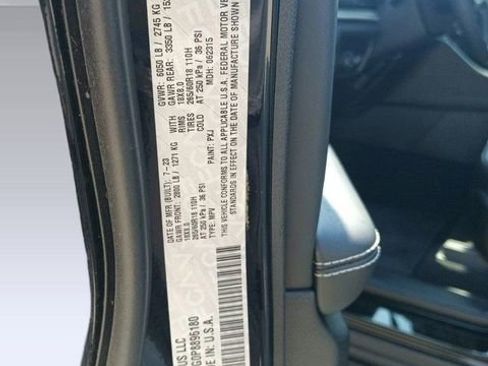 US LLC
G0P8896180
DE IN: U.S.A.
DATE OF MFR (BUILT): 7 - 23
GAWR FRONT: 2800 LB / 1271 KG
18X8.0
265/60R18 110H
AT 250 kPa / 36 PSI
TYPE: MPV
GVWR: 6050 LB / 2745 KG
GAWR REAR: 3350 LB /
WITH 18X8.0
RIMS
TIRES 265/60R18 110H
COLD AT 250 kPa / 36 PSI
MDH: 062315
PAINT: PXJ
THIS VEHICLE CONFORMS TO ALL APPLICABLE U.S.A. FEDERAL MOTOR
STANDARDS IN EFFECT ON THE DATE OF MANUFACTURE SHOWN